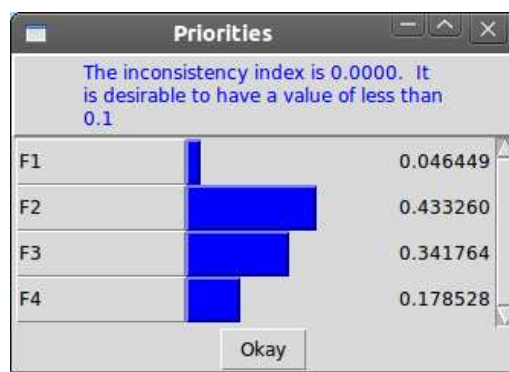 Priorities
The inconsistency index is 0.0000. It
is desirable to have a value of less than
0.1
F1 0.046449
F2 0.433260
F3 0.341764
F4 0.178528
Okay